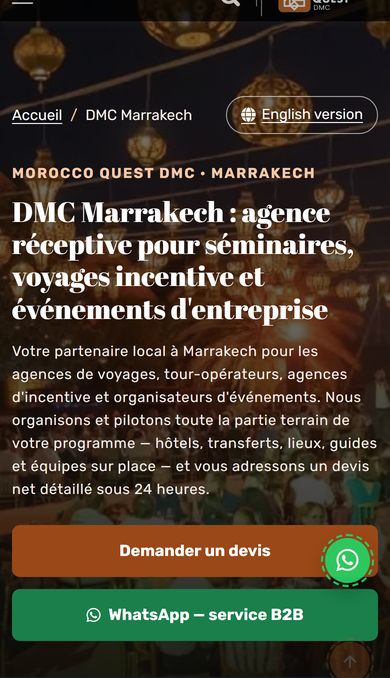 QUEST
DMC
Accueil / DMC Marrakech
English version
MOROCCO QUEST DMC • MARRAKECH
DMC Marrakech : agence
réceptive pour séminaires,
voyages incentive et
événements d'entreprise
Votre partenaire local à Marrakech pour les
agences de voyages, tour-opérateurs, agences
d'incentive et organisateurs d'événements. Nous
organisons et pilotons toute la partie terrain de
votre programme — hôtels, transferts, lieux, guides
et équipes sur place — et vous adressons un devis
net détaillé sous 24 heures.
Demander un devis
WhatsApp — service B2B